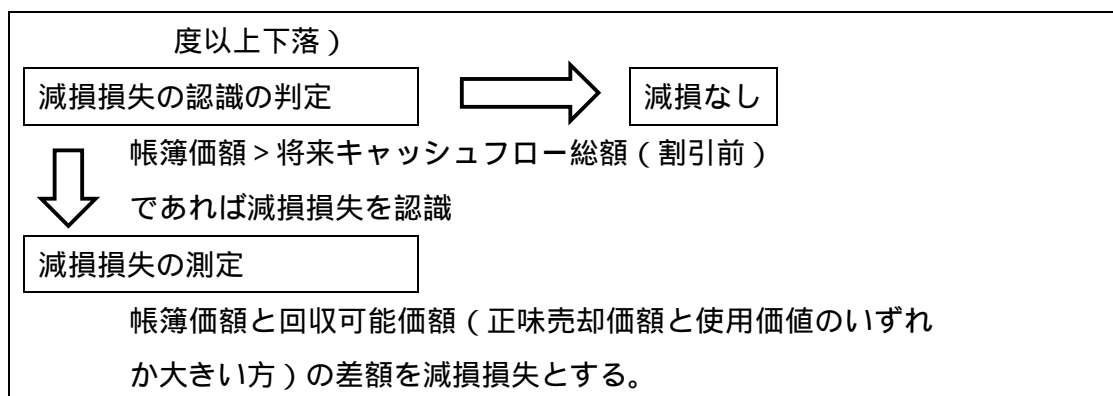 度以上下落)
減損損失の認識の判定
減損なし
帳簿価額>将来キャッシュフロー総額(割引前)
であれば減損損失を認識
減損損失の測定
帳簿価額と回収可能価額(正味売却価額と使用価値のいずれ
か大きい方)の差額を減損損失とする。